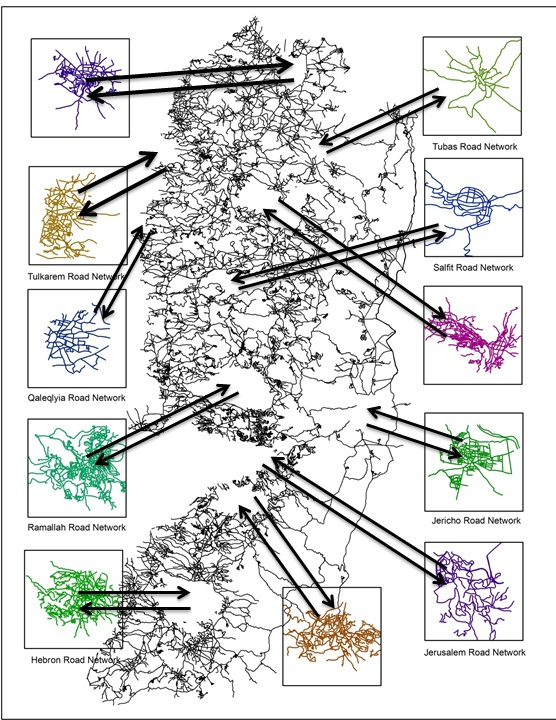 Tubas Road Network
Tulkarem Road Network
Salfit Road Network
Qaleqlyia Road Network
Ramallah Road Network
Jericho Road Network
Hebron Road Network
Jerusalem Road Network